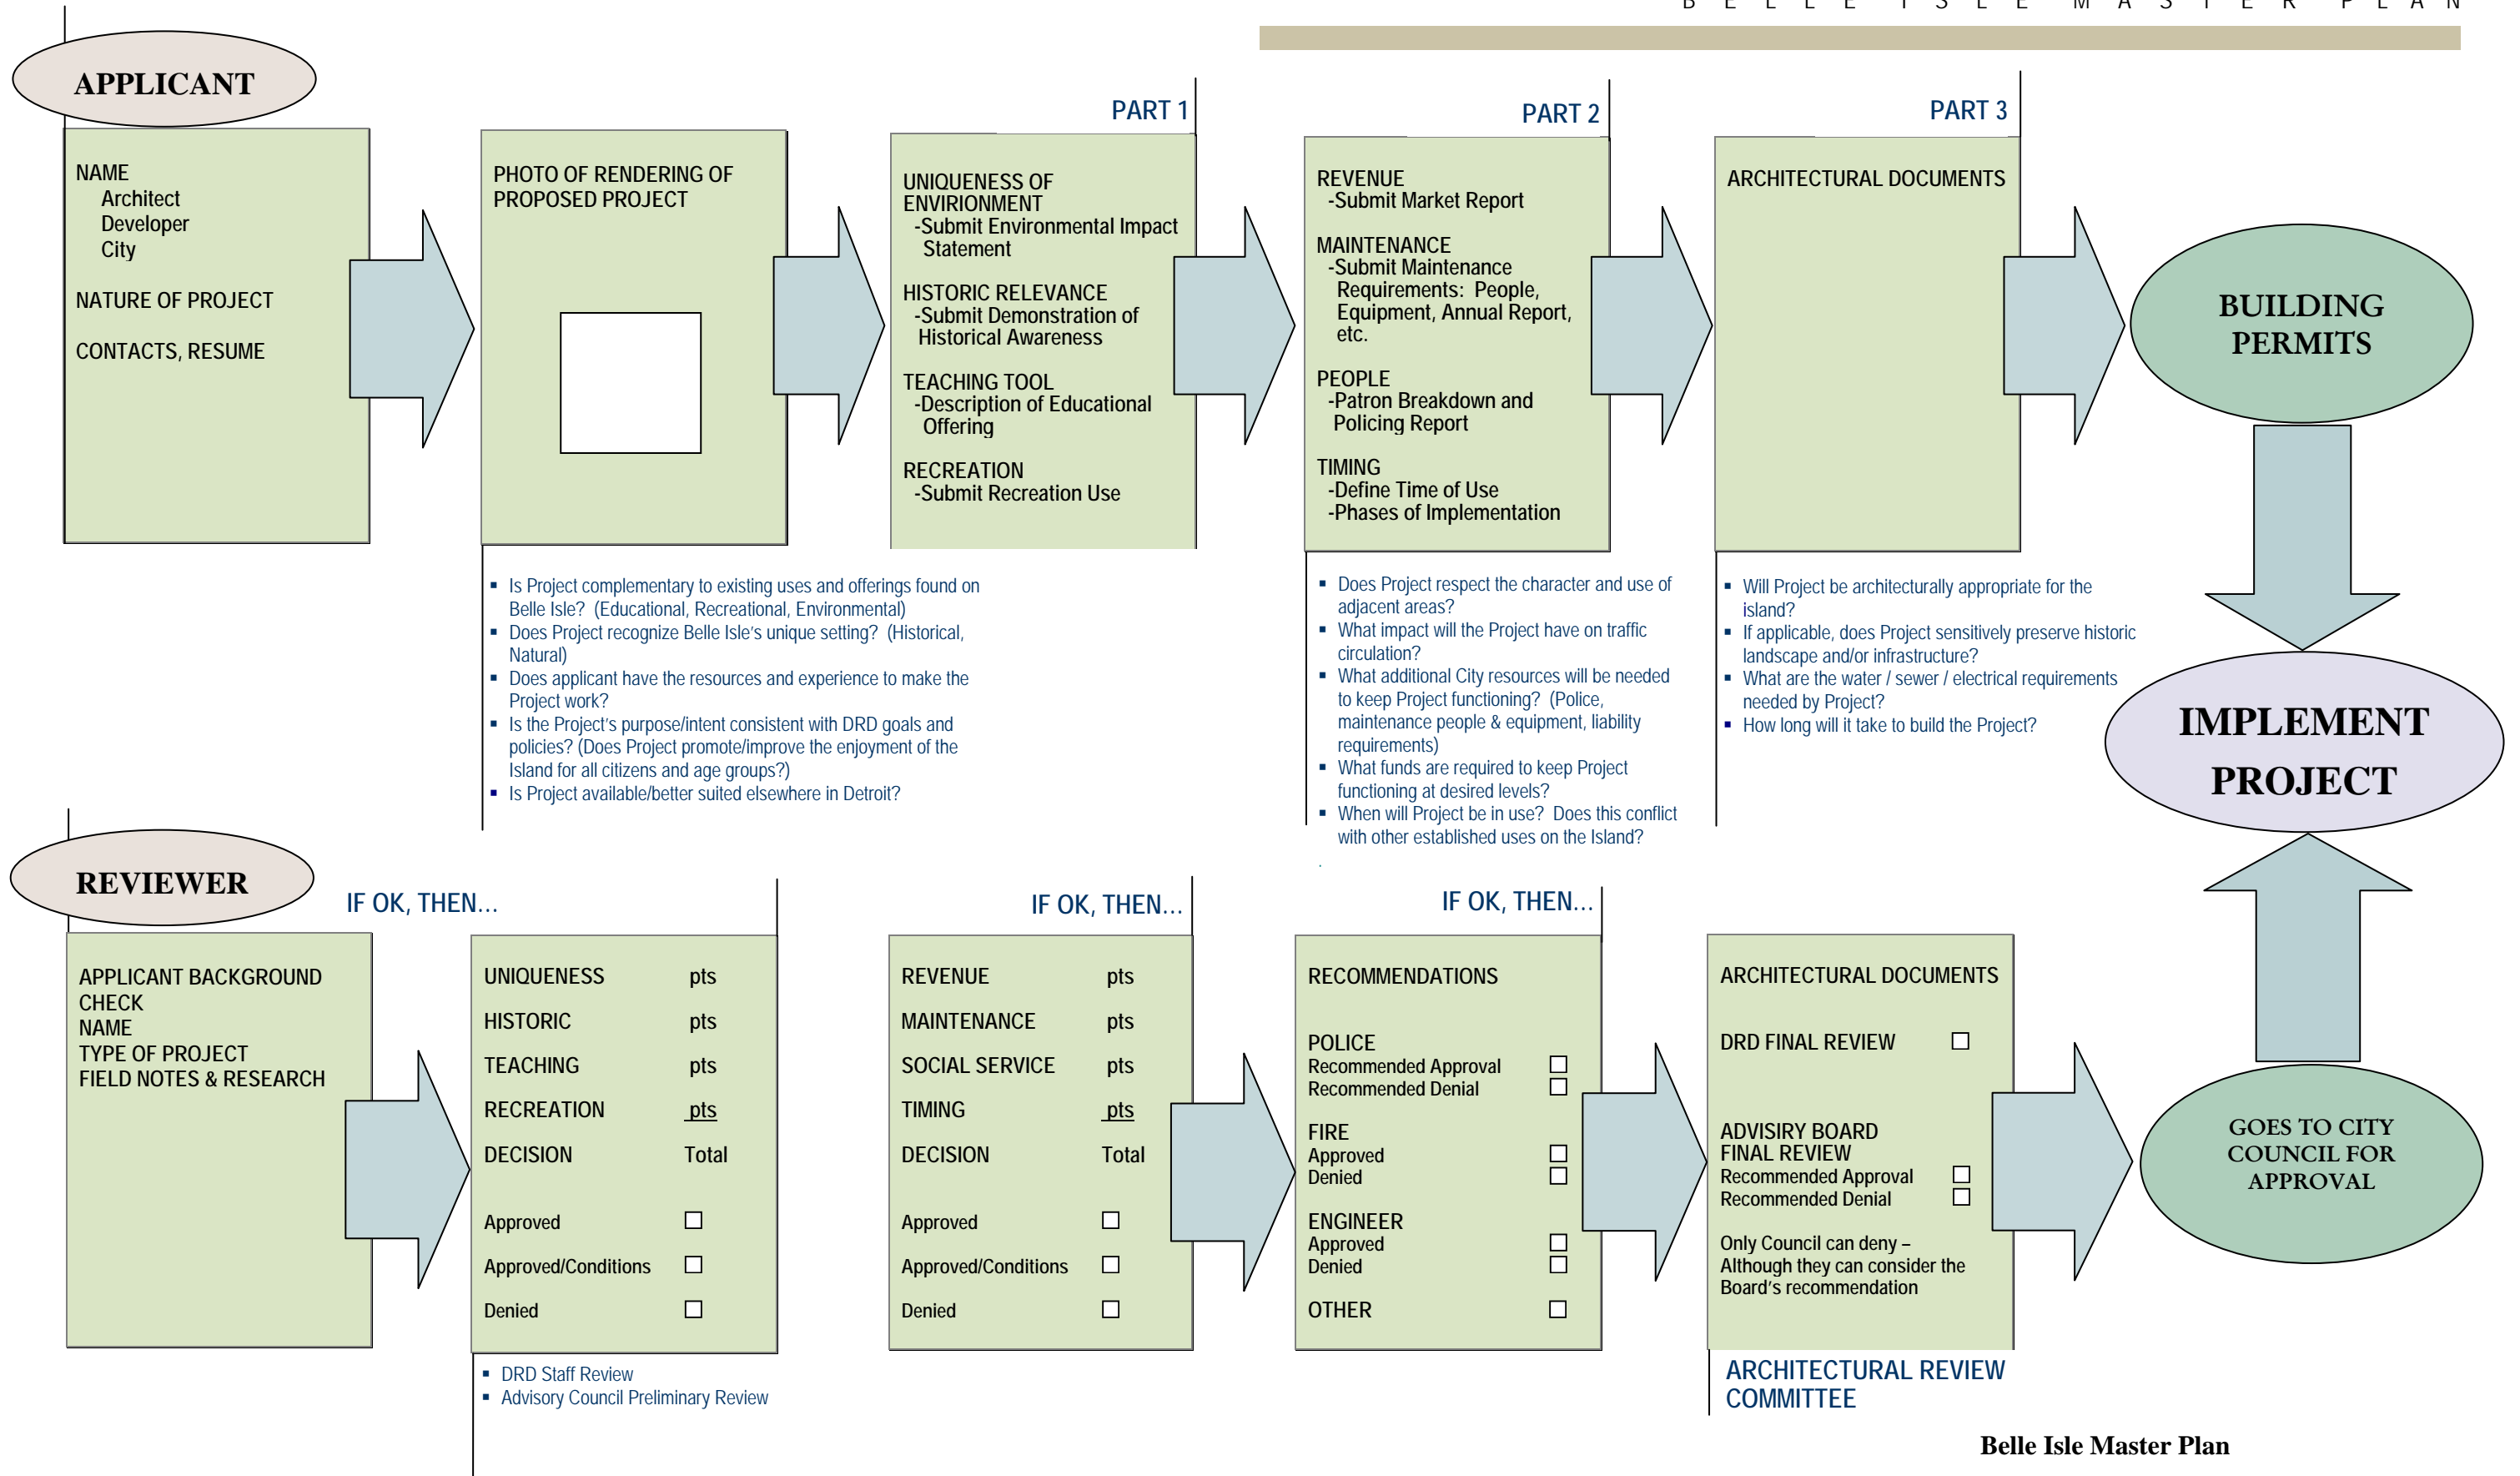 B E L L E  I S L E  M A S T E R  P L A N
APPLICANT
NAME
Architect
Developer
City
NATURE OF PROJECT
CONTACTS, RESUME
PHOTO OF RENDERING OF
PROPOSED PROJECT
PART 1
UNIQUENESS OF
ENVIRIONMENT
-Submit Environmental Impact
Statement
HISTORIC RELEVANCE
-Submit Demonstration of
Historical Awareness
TEACHING TOOL
-Description of Educational
Offering
RECREATION
-Submit Recreation Use
PART 2
REVENUE
-Submit Market Report
MAINTENANCE
-Submit Maintenance
Requirements: People,
Equipment, Annual Report,
etc.
PEOPLE
-Patron Breakdown and
Policing Report
TIMING
-Define Time of Use
-Phases of Implementation
PART 3
ARCHITECTURAL DOCUMENTS
BUILDING
PERMITS
▪ Is Project complementary to existing uses and offerings found on
Belle Isle? (Educational, Recreational, Environmental)
▪ Does Project recognize Belle Isle's unique setting? (Historical,
Natural)
▪ Does applicant have the resources and experience to make the
Project work?
▪ Is the Project's purpose/intent consistent with DRD goals and
policies? (Does Project promote/improve the enjoyment of the
Island for all citizens and age groups?)
▪ Is Project available/better suited elsewhere in Detroit?
▪ Does Project respect the character and use of
adjacent areas?
▪ What impact will the Project have on traffic
circulation?
▪ What additional City resources will be needed
to keep Project functioning? (Police,
maintenance people & equipment, liability
requirements)
▪ What funds are required to keep Project
functioning at desired levels?
▪ When will Project be in use? Does this conflict
with other established uses on the Island?
.
▪ Will Project be architecturally appropriate for the
island?
▪ If applicable, does Project sensitively preserve historic
landscape and/or infrastructure?
▪ What are the water / sewer / electrical requirements
needed by Project?
▪ How long will it take to build the Project?
IMPLEMENT
PROJECT
REVIEWER
APPLICANT BACKGROUND
CHECK
NAME
TYPE OF PROJECT
FIELD NOTES & RESEARCH
IF OK, THEN…
UNIQUENESS pts
HISTORIC pts
TEACHING pts
RECREATION pts
DECISION Total
Approved
Approved/Conditions
Denied
▪ DRD Staff Review
▪ Advisory Council Preliminary Review
IF OK, THEN…
REVENUE pts
MAINTENANCE pts
SOCIAL SERVICE pts
TIMING pts
DECISION Total
Approved
Approved/Conditions
Denied
IF OK, THEN…
RECOMMENDATIONS
POLICE
Recommended Approval
Recommended Denial
FIRE
Approved
Denied
ENGINEER
Approved
Denied
OTHER
ARCHITECTURAL DOCUMENTS
DRD FINAL REVIEW
ADVISIRY BOARD
FINAL REVIEW
Recommended Approval
Recommended Denial
Only Council can deny –
Although they can consider the
Board's recommendation
ARCHITECTURAL REVIEW
COMMITTEE
GOES TO CITY
COUNCIL FOR
APPROVAL
Belle Isle Master Plan